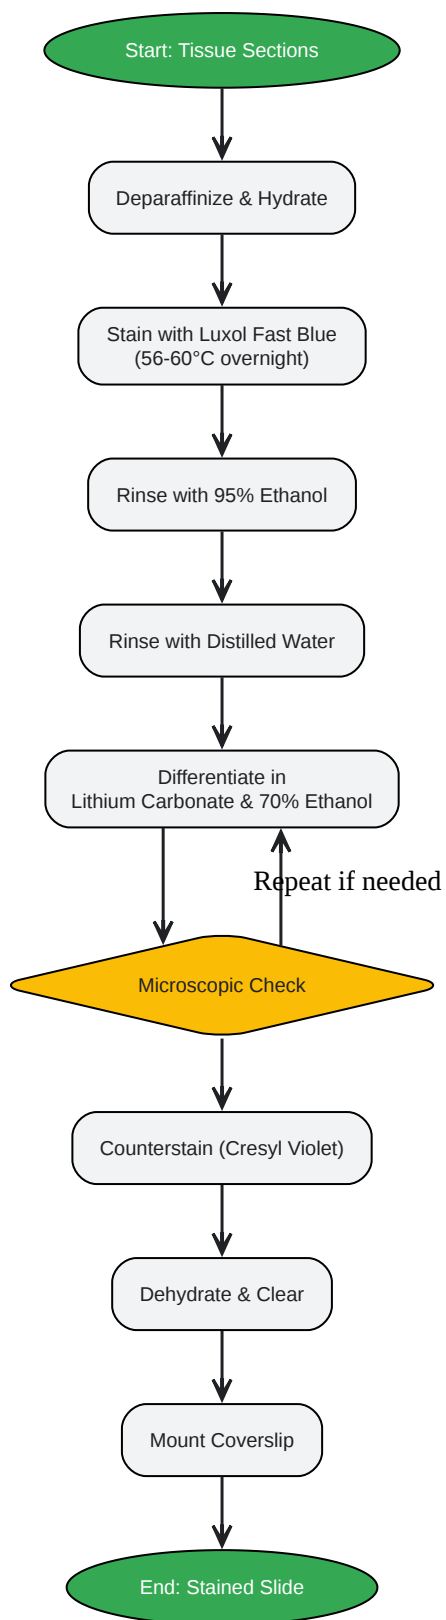 Start: Tissue Sections
Deparaffinize & Hydrate
Stain with Luxol Fast Blue
(56-60°C overnight)
Rinse with 95% Ethanol
Rinse with Distilled Water
Differentiate in
Lithium Carbonate & 70% Ethanol
Repeat if needed
Microscopic Check
Counterstain (Cresyl Violet)
Dehydrate & Clear
Mount Coverslip
End: Stained Slide